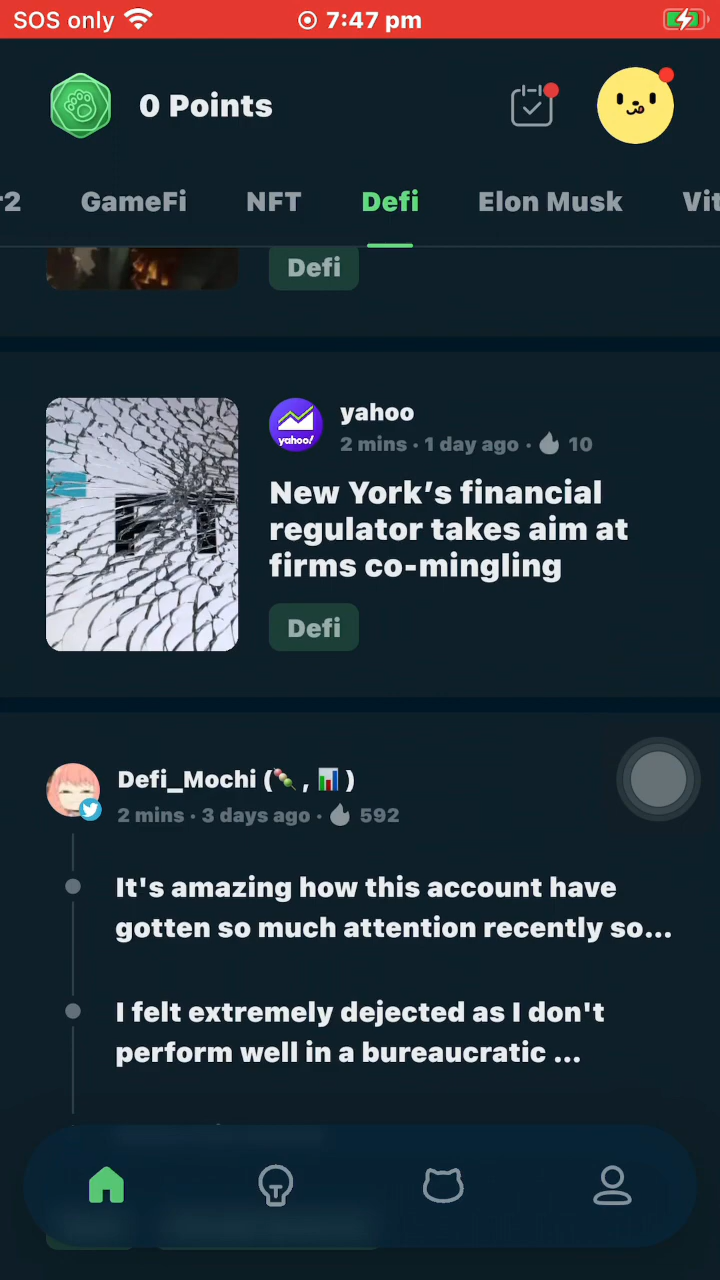 SOS only
7:47 pm
0 Points
r2
GameFi
NFT
Defi
Elon Musk
Vit
Defi
yahoo
yahoo!
2 mins · 1 day ago · 10
New York’s financial
regulator takes aim at
firms co-mingling
Defi
Defi_Mochi (🍡 , 📊 )
2 mins · 3 days ago · 592
It's amazing how this account have
gotten so much attention recently so...
I felt extremely dejected as I don't
perform well in a bureaucratic ...